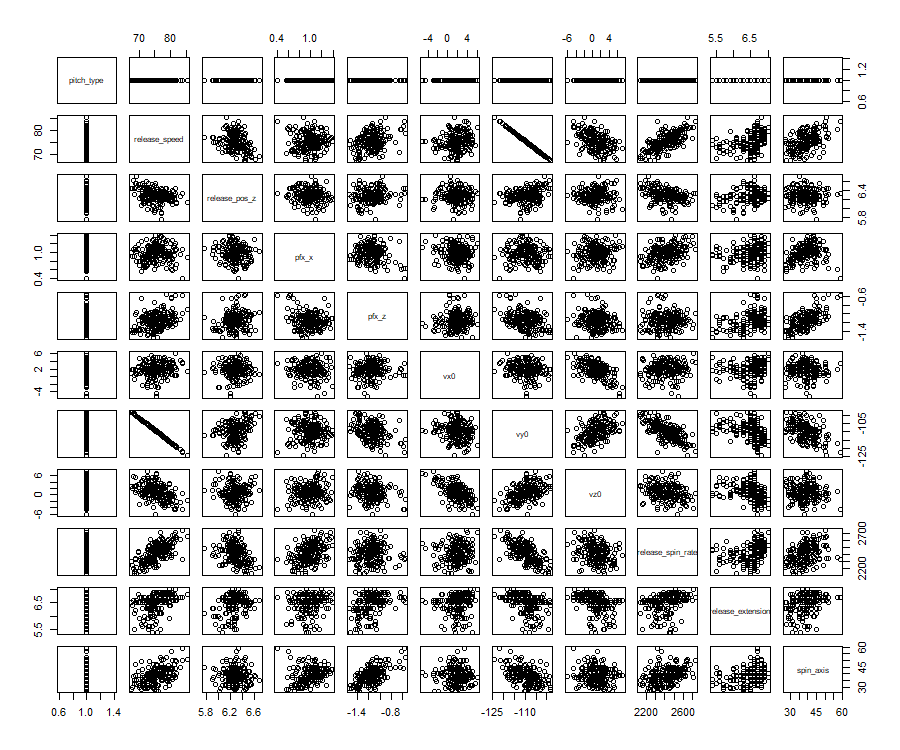 70 80 0.4 1.0 -4 0 4 -6 0 4 5.5 6.5
pitch_type 0.6 1.2
70 80 release_speed
release_pos_z 5.8 6.4
0.4 1.0 pfx_x
pfx_z -1.4 -0.6
-4 2 6 vx0
vy0 -125 -105
-6 0 6 vz0
release_spin_rate 2200 2700
5.5 6.5 release_extension
spin_axis 30 45 60
0.6 1.0 1.4 5.8 6.2 6.6 -1.4 -0.8 -125 -110 2200 2600 30 45 60